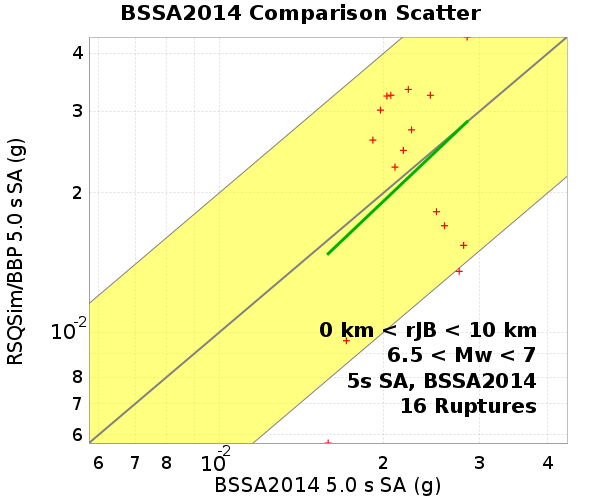 BSSA2014 Comparison Scatter
RSQSim/BBP 5.0 s SA (g)
4
3
2
10-2
8
7
6
0 km < rJB < 10 km
6.5 < Mw < 7
5s SA, BSSA2014
16 Ruptures
6 7 8 10-2 2 3 4
BSSA2014 5.0 s SA (g)